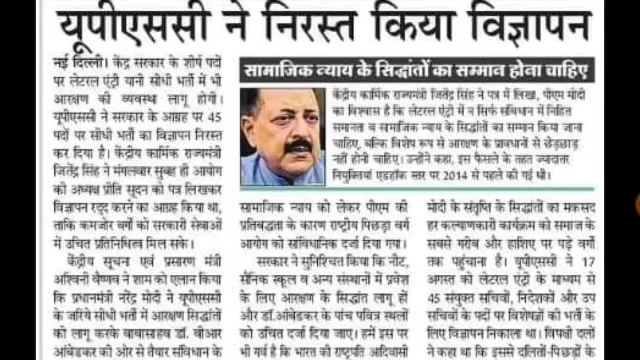 यूपीएससी ने निरस्त किया विज्ञापन
नई दिल्ली। केंद्र सरकार के शीर्ष पदों
पर लेटरल एंट्री यानी सीधी भर्ती में भी
आरक्षण की व्यवस्था लागू होगी।
यूपीएससी ने सरकार के आग्रह पर 45
पदों पर सीधी भर्ती का विज्ञापन निरस्त
कर दिया है। केंद्रीय कार्मिक राज्यमंत्री
जितेंद्र सिंह ने मंगलवार सुबह ही आयोग
की अध्यक्ष प्रीति सूदन को पत्र लिखकर
विज्ञापन रद्द करने का आग्रह किया था,
ताकि कमजोर वर्गों को सरकारी सेवाओं
में उचित प्रतिनिधित्व मिल सके।
केंद्रीय सूचना एवं प्रसारण मंत्री
अश्विनी वैष्णव ने शाम को एलान किया
कि प्रधानमंत्री नरेंद्र मोदी ने यूपीएससी
के जरिये सीधी भर्ती में आरक्षण सिद्धांतों
को लागू करके बाबासाहब डॉ. बीआर
आंबेडकर की ओर से तैयार संविधान के
सामाजिक न्याय के सिद्धांतों का सम्मान होना चाहिए
केंद्रीय कार्मिक राज्यमंत्री जितेंद्र सिंह ने पत्र में लिखा, पीएम मोदी
का विश्वास है कि लेटरल एंट्री में न सिर्फ संविधान में निहित
समानता व सामाजिक न्याय के सिद्धांतों का सम्मान किया जाना
चाहिए, बल्कि विशेष रूप से आरक्षण के प्रावधानों से छेड़छाड़
नहीं होनी चाहिए। उन्होंने कहा, इस फैसले के तहत ज्यादातर
नियुक्तियां एडहॉक स्तर पर 2014 से पहले की गई थी।
सामाजिक न्याय को लेकर पीएम की
प्रतिबद्धता के कारण राष्ट्रीय पिछड़ा वर्ग
आयोग को सांविधानिक दर्जा दिया गया।
सरकार ने सुनिश्चित किया कि नीट,
सैनिक स्कूल व अन्य संस्थानों में प्रवेश
के लिए आरक्षण के सिद्धांत लागू हों
और डॉ.आंबेडकर के पांच पवित्र स्थलों
को उचित दर्जा दिया जाए। हमें इस पर
भी गर्व है कि भारत की राष्ट्रपति आदिवासी
मोदी के संतृप्ति के सिद्धांतों का मकसद
हर कल्याणकारी कार्यक्रम को समाज के
सबसे गरीब और हाशिए पर पड़े वर्गों
तक पहुंचाना है। यूपीएससी ने 17
अगस्त को लेटरल एंट्री के माध्यम से
45 संयुक्त सचिवों, निदेशकों और उप
सचिवों के पदों पर विशेषज्ञों की भर्ती के
लिए विज्ञापन निकाला था। विपक्षी दलों
ने कहा था कि इससे दलितों-पिछड़ों के